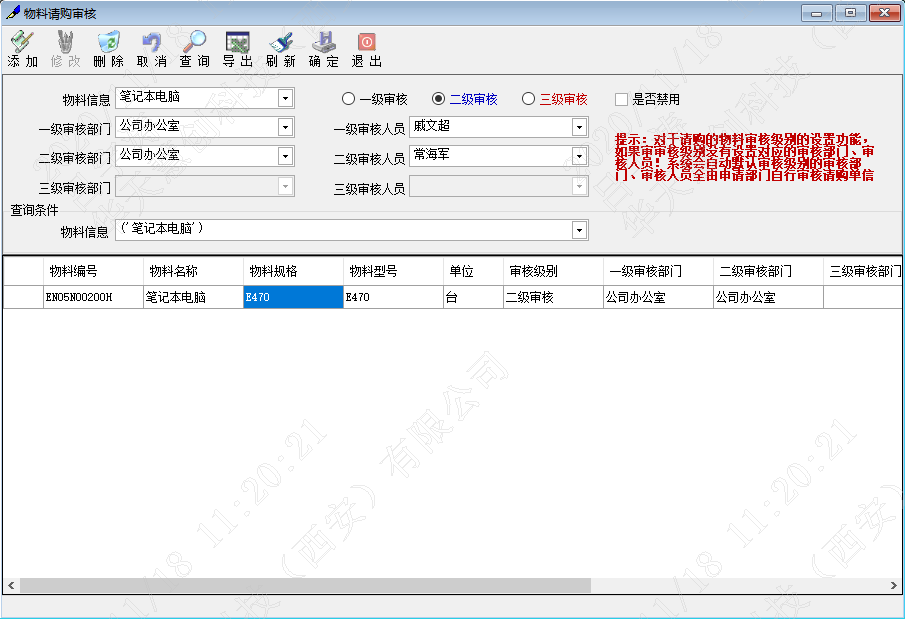 物料请购审核
添 加 修 改 删 除 取 消 查 询 导 出 刷 新 确 定 退 出
物料信息 笔记本电脑 一级审核 二级审核 三级审核 是否禁用
一级审核部门 公司办公室 一级审核人员 戚文超
二级审核部门 公司办公室 二级审核人员 常海军
三级审核部门 三级审核人员
提示：对于请购的物料审核级别的设置功能，
如果审审核级别没有设置对应的审核部门、审
核人员！系统会自动默认审核级别的审核部
门、审核人员全由申请部门自行审核请购单信
查询条件
物料信息 ('笔记本电脑')
物料编号 物料名称 物料规格 物料型号 单位 审核级别 一级审核部门 二级审核部门 三级审核部门
EN05N00200H 笔记本电脑 E470 E470 台 二级审核 公司办公室 公司办公室
11/18 11:20:21
（西安）有限公司